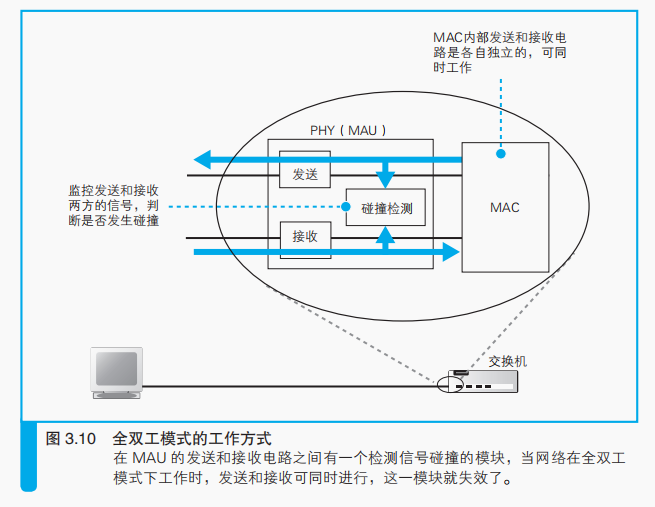 MAC内部发送和接收电
路是各自独立的，可同
时工作
PHY（MAU）
发送
监控发送和接收
两方的信号，判
断是否发生碰撞
碰撞检测
MAC
接收
交换机
图 3.10 全双工模式的工作方式
在 MAU 的发送和接收电路之间有一个检测信号碰撞的模块，当网络在全双工
模式下工作时，发送和接收可同时进行，这一模块就失效了。